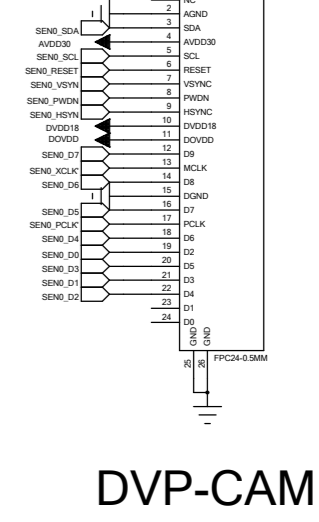 NC
2 AGND
SEN0_SDA 3 SDA
AVDD30 4 AVDD30
SEN0_SCL 5 SCL
SEN0_RESET 6 RESET
SEN0_VSYN 7 VSYNC
SEN0_PWDN 8 PWDN
SEN0_HSYN 9 HSYNC
DVDD18 10 DVDD18
DOVDD 11 DOVDD
SEN0_D7 12 D9
SEN0_XCLK 13 MCLK
SEN0_D6 14 D8
15 DGND
SEN0_D5 16 D7
SEN0_PCLK 17 PCLK
SEN0_D4 18 D6
SEN0_D0 19 D2
SEN0_D3 20 D5
SEN0_D1 21 D3
SEN0_D2 22 D4
23 D1
24 D0
GND GND
25 26
FPC24-0.5MM
DVP-CAM